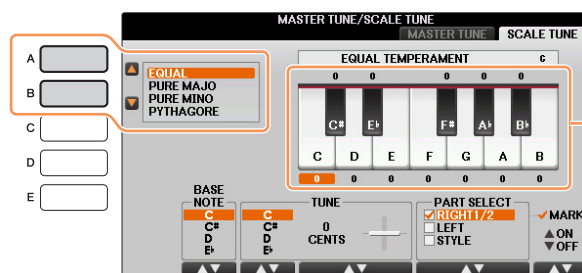 MASTER TUNE/SCALE TUNE
MASTER TUNE SCALE TUNE
EQUAL TEMPERAMENT C
A
B
C
D
E
EQUAL
PURE MAJO
PURE MINO
PYTHAGORE
0 0 0 0 0
C# E♭ F# A♭ B♭
C D E F G A B
0 0 0 0 0 0 0
BASE NOTE
C
C#
D
E♭
TUNE
C
C#
D
E♭
0
CENTS
PART SELECT
RIGHT1/2
LEFT
STYLE
MARK
▲ON
▼OFF